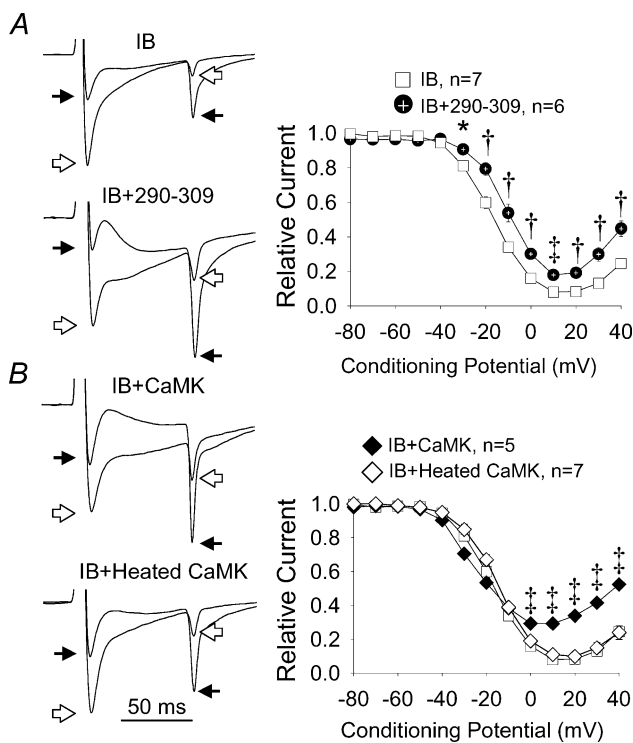 A
IB
IB+290-309
IB, n=7
IB+290-309, n=6
Relative Current
1.0
0.8
0.6
0.4
0.2
0.0
* † † † ‡ † † †
-80 -60 -40 -20 0 20 40
Conditioning Potential (mV)
B
IB+CaMK
IB+Heated CaMK
50 ms
IB+CaMK, n=5
IB+Heated CaMK, n=7
Relative Current
1.0
0.8
0.6
0.4
0.2
0.0
‡ ‡ ‡ ‡ ‡
-80 -60 -40 -20 0 20 40
Conditioning Potential (mV)